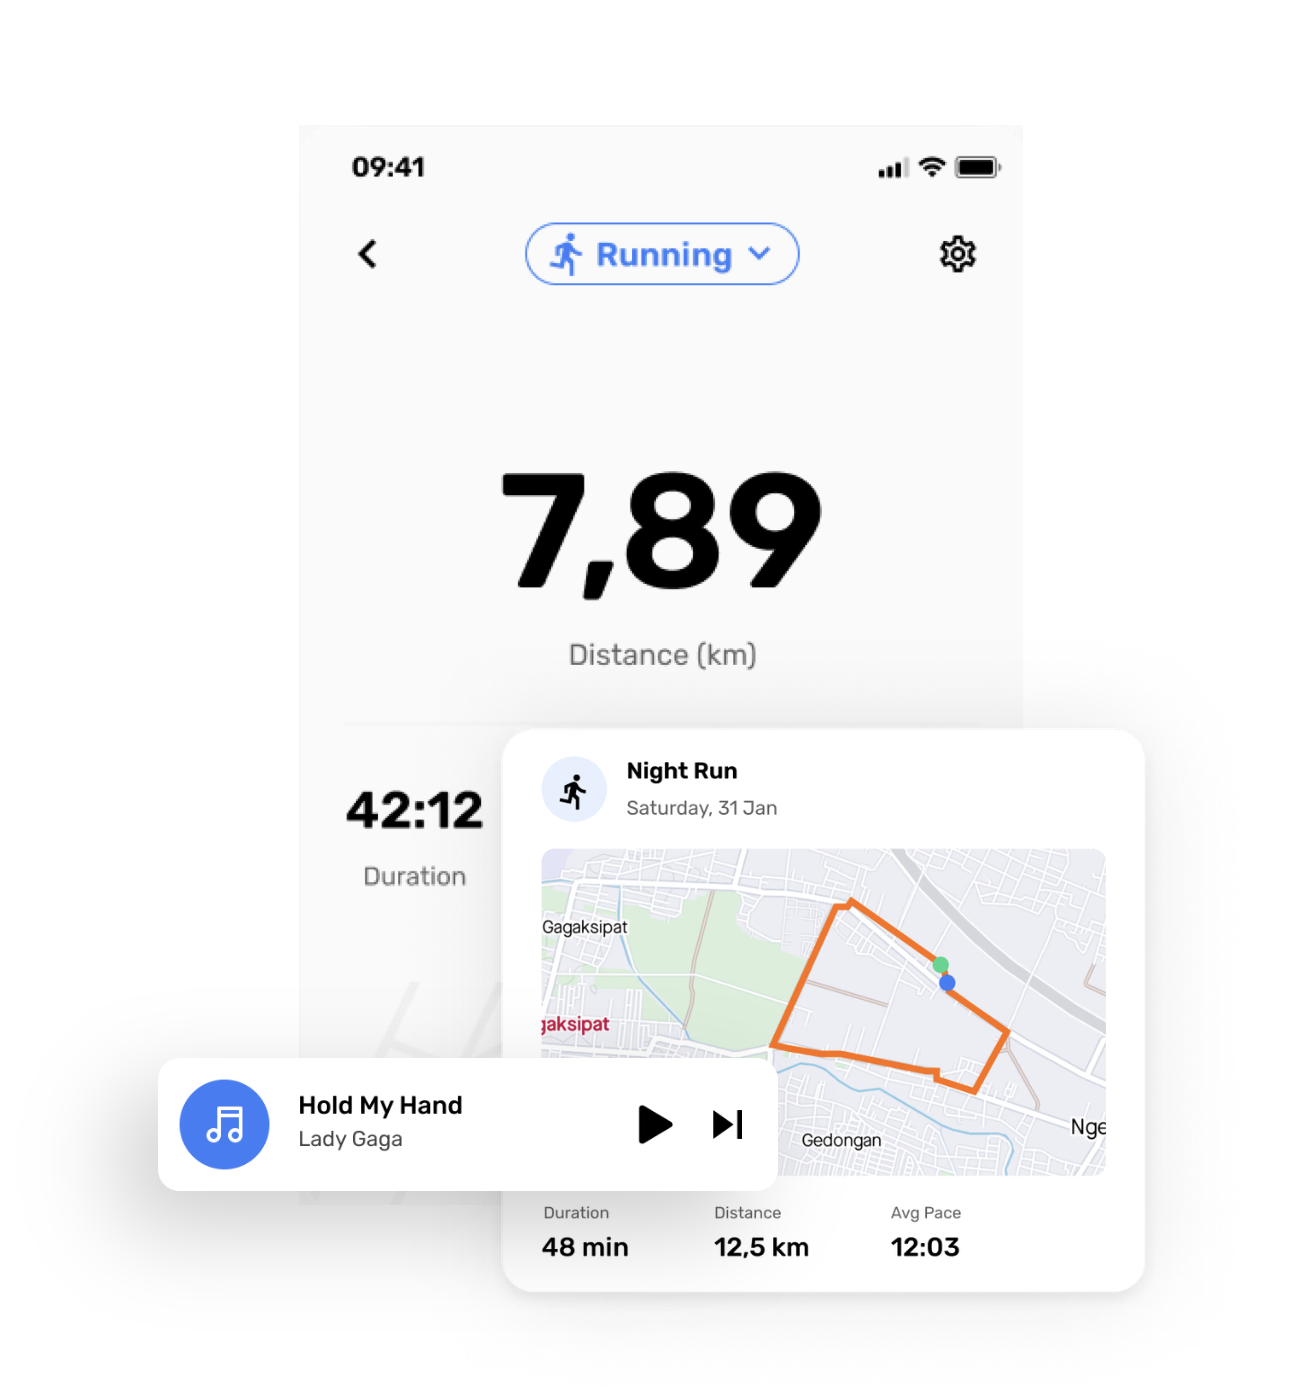 09:41
Running
7,89
Distance (km)
42:12
Duration
Night Run
Saturday, 31 Jan
Gagaksipat
gaksipat
Gedongan
Nge
Hold My Hand
Lady Gaga
Duration
Distance
Avg Pace
48 min
12,5 km
12:03